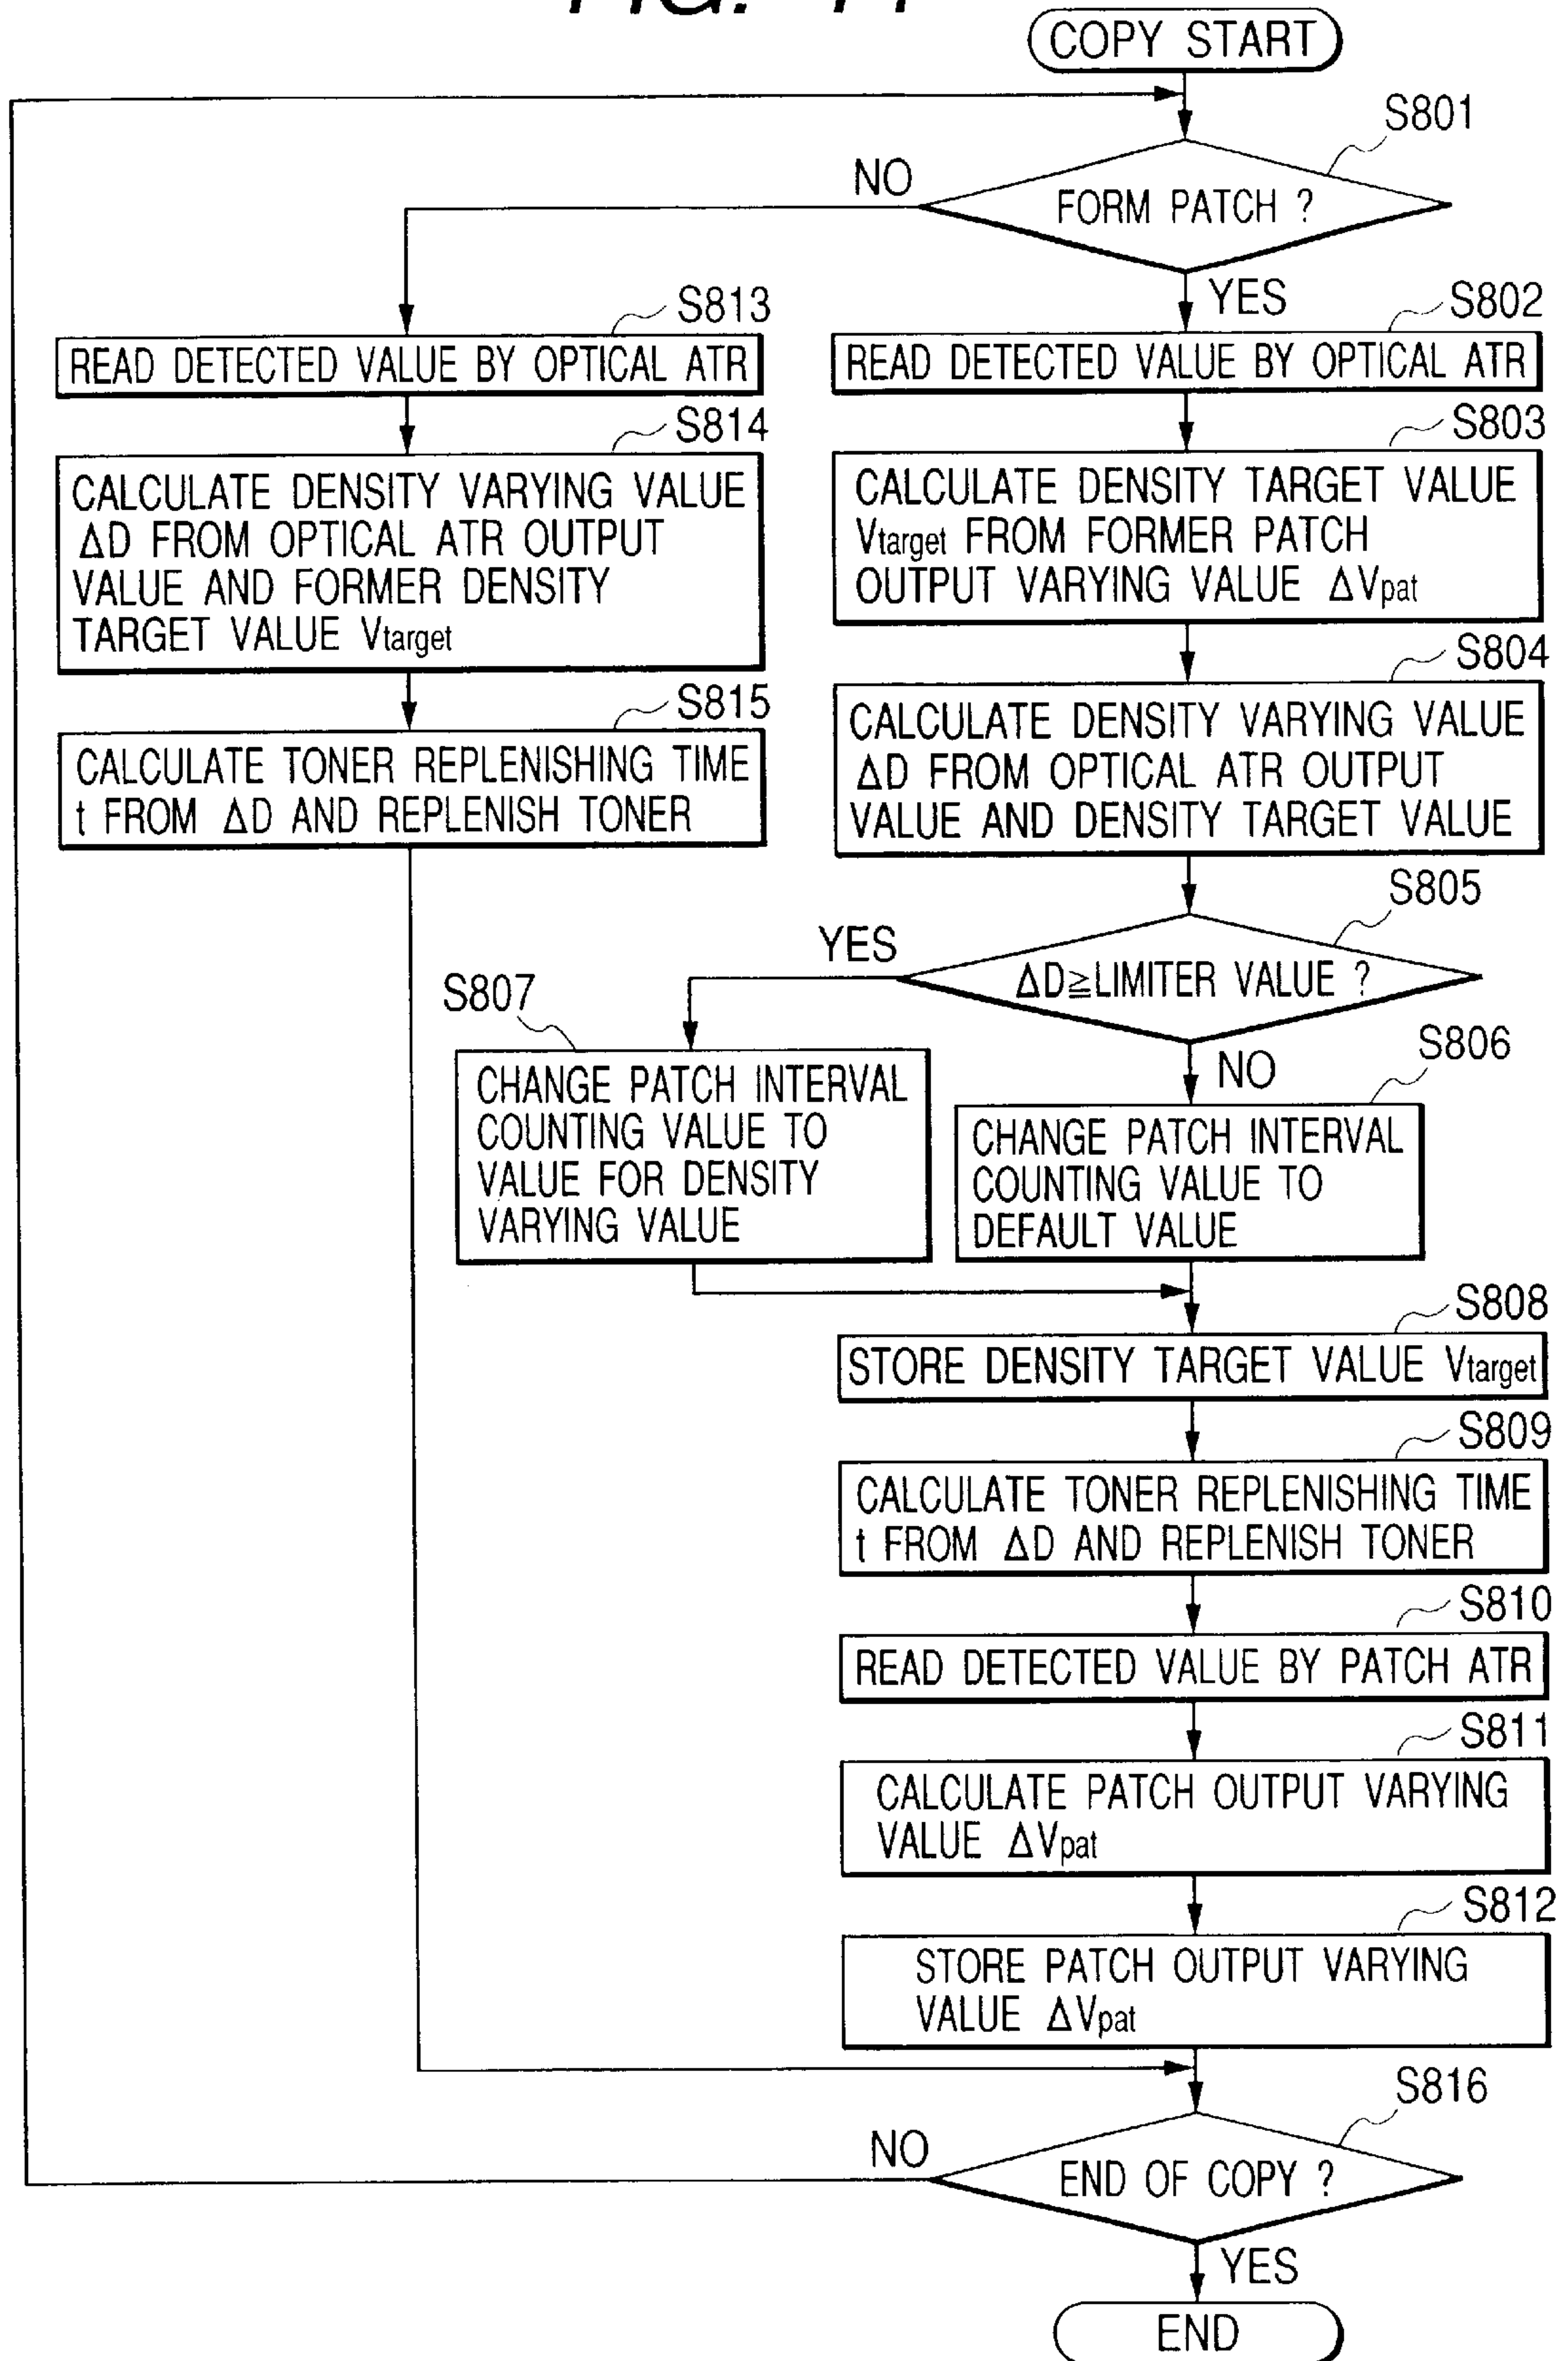 COPY START
S801
FORM PATCH ?
NO
YES
S813
READ DETECTED VALUE BY OPTICAL ATR
S814
CALCULATE DENSITY VARYING VALUE
ΔD FROM OPTICAL ATR OUTPUT
VALUE AND FORMER DENSITY
TARGET VALUE Vtarget
S815
CALCULATE TONER REPLENISHING TIME
t FROM ΔD AND REPLENISH TONER
S802
READ DETECTED VALUE BY OPTICAL ATR
S803
CALCULATE DENSITY TARGET VALUE
Vtarget FROM FORMER PATCH
OUTPUT VARYING VALUE ΔVpat
S804
CALCULATE DENSITY VARYING VALUE
ΔD FROM OPTICAL ATR OUTPUT
VALUE AND DENSITY TARGET VALUE
S805
ΔD≧LIMITER VALUE ?
YES
NO
S807
CHANGE PATCH INTERVAL
COUNTING VALUE TO
VALUE FOR DENSITY
VARYING VALUE
S806
CHANGE PATCH INTERVAL
COUNTING VALUE TO
DEFAULT VALUE
S808
STORE DENSITY TARGET VALUE Vtarget
S809
CALCULATE TONER REPLENISHING TIME
t FROM ΔD AND REPLENISH TONER
S810
READ DETECTED VALUE BY PATCH ATR
S811
CALCULATE PATCH OUTPUT VARYING
VALUE ΔVpat
S812
STORE PATCH OUTPUT VARYING
VALUE ΔVpat
S816
END OF COPY ?
NO
YES
END